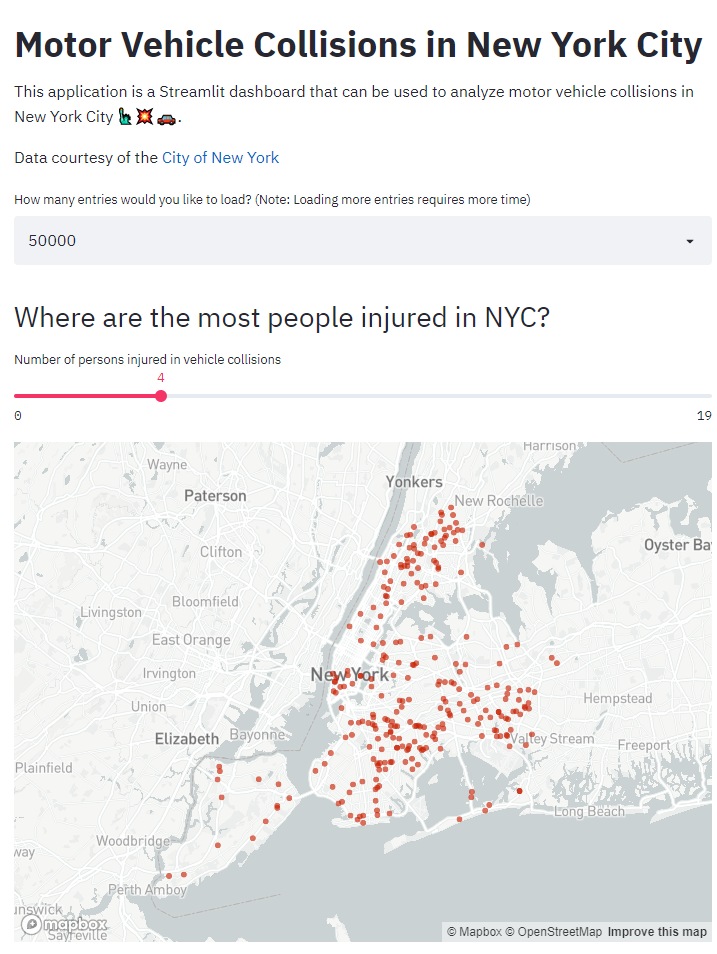 Motor Vehicle Collisions in New York City
This application is a Streamlit dashboard that can be used to analyze motor vehicle collisions in
New York City 🗽💥🚗.
Data courtesy of the City of New York
How many entries would you like to load? (Note: Loading more entries requires more time)
50000
Where are the most people injured in NYC?
Number of persons injured in vehicle collisions
4
0 19
Harrison
Wayne
Yonkers
Paterson
New Rochelle
Oyster Ba
Clifton
Bloomfield
Livingston
East Orange
Irvington
New York
Hempstead
Union
Elizabeth
Bayonne
Valley Stream
Freeport
Plainfield
Long Beach
Woodbridge
way
Perth Amboy
unswick
mapbox
Sayreville
© Mapbox © OpenStreetMap Improve this map